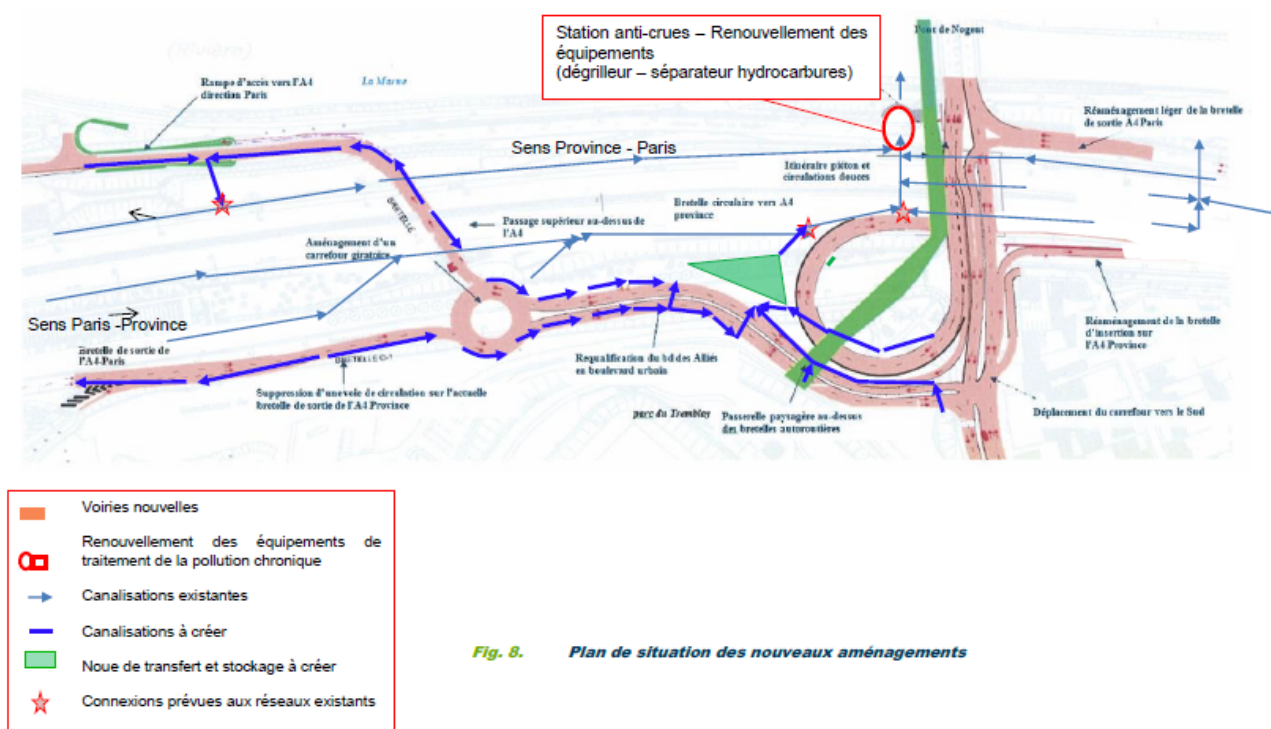 Station anti-crues – Renouvellement des
équipements
(dégrilleur – séparateur hydrocarbures)
Pont de Nogent
(Rivière)
Rampe d'accès vers l'A4
direction Paris
La Marne
Réaménagement léger de la bretelle
de sortie A4 Paris
Sens Province - Paris
Itinéraire piéton et
circulations douces
Bretelle circulaire vers A4
province
BRETELLE
Passage supérieur au-dessus de
l'A4
Aménagement d'un
carrefour giratoire
Sens Paris -Province
Bretelle de sortie de
l'A4-Paris
Réaménagement de la bretelle
d'insertion sur
l'A4 Province
Requalification du bd des Alliés
en boulevard urbain
Suppression d'une voie de circulation sur l'accuelle
bretelle de sortie de l'A4 Province
parc du Tremblay
Passerelle paysagère au-dessus
des bretelles autoroutières
Déplacement du carrefour vers le Sud
Voiries nouvelles
Renouvellement des équipements de
traitement de la pollution chronique
Canalisations existantes
Canalisations à créer
Noue de transfert et stockage à créer
Connexions prévues aux réseaux existants
Fig. 8. Plan de situation des nouveaux aménagements